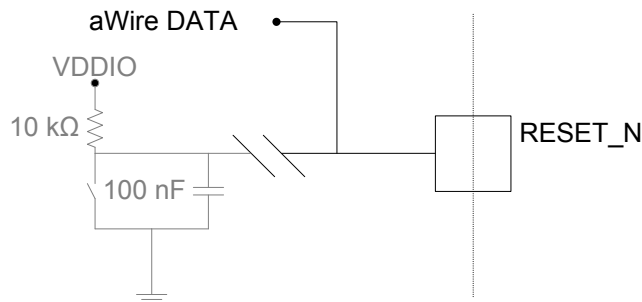 aWire DATA
VDDIO
10 kΩ
RESET_N
100 nF